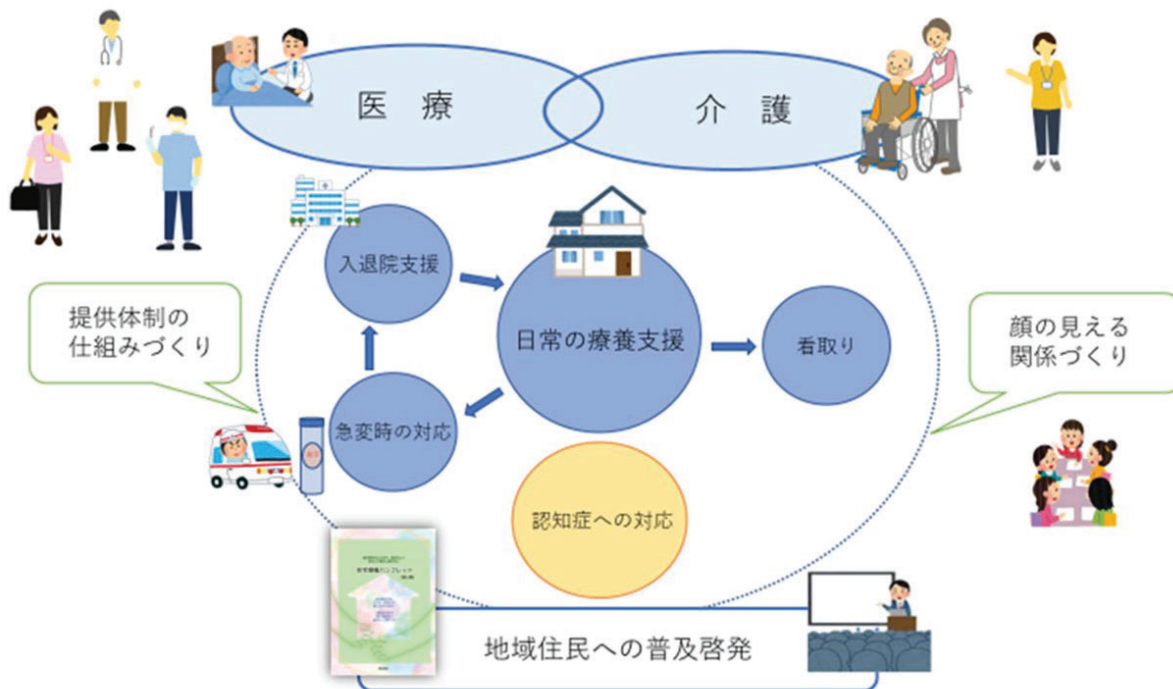 医 療
介 護
入退院支援
日常の療養支援
看取り
急変時の対応
認知症への対応
提供体制の
仕組みづくり
顔の見える
関係づくり
地域住民への普及啓発